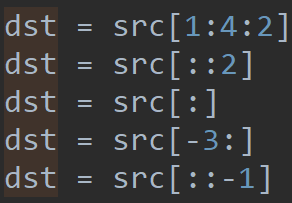 dst = src[1:4:2]
dst = src[::2]
dst = src[:]
dst = src[-3:]
dst = src[::-1]